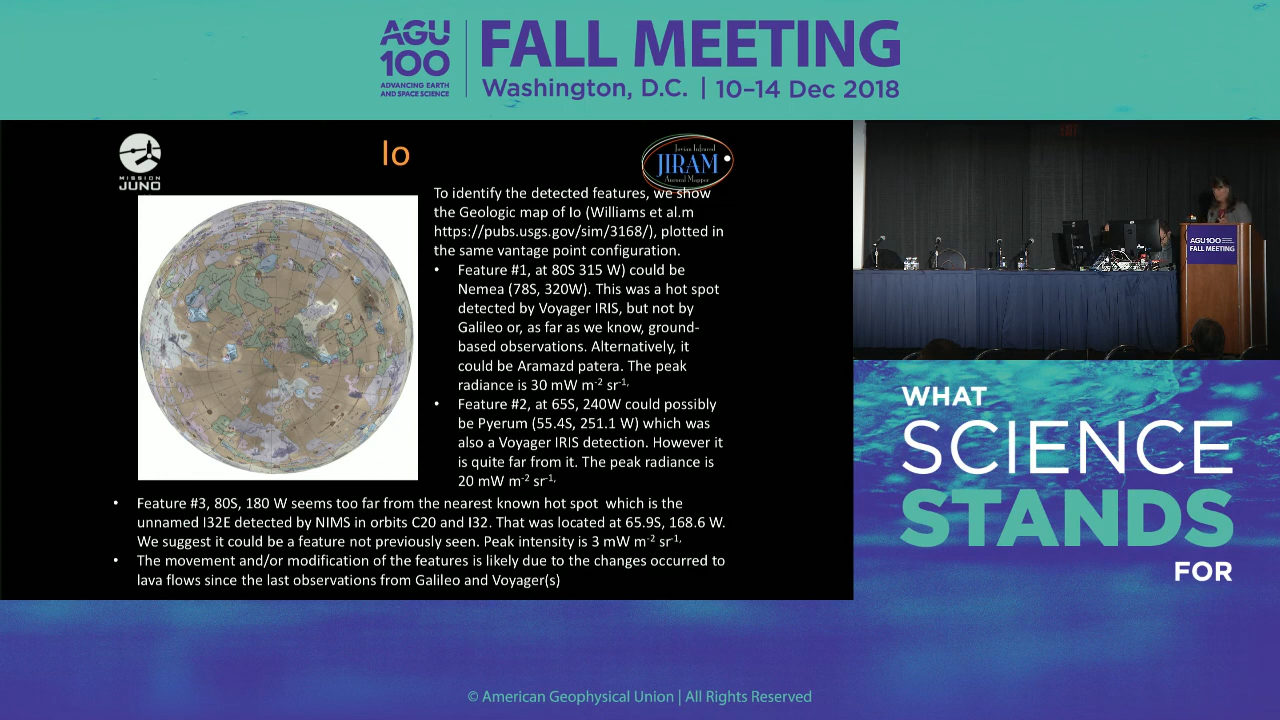 AGU
100
ADVANCING EARTH
AND SPACE SCIENCE
FALL MEETING
Washington, D.C. | 10–14 Dec 2018
MISSION
JUNO
Io
Jovian Infrared
JIRAM
Auroral Mapper
To identify the detected features, we show
the Geologic map of Io (Williams et al.m
https://pubs.usgs.gov/sim/3168/), plotted in
the same vantage point configuration.
• Feature #1, at 80S 315 W) could be
Nemea (78S, 320W). This was a hot spot
detected by Voyager IRIS, but not by
Galileo or, as far as we know, ground-
based observations. Alternatively, it
could be Aramazd patera. The peak
radiance is 30 mW m⁻² sr⁻¹,
• Feature #2, at 65S, 240W could possibly
be Pyerum (55.4S, 251.1 W) which was
also a Voyager IRIS detection. However it
is quite far from it. The peak radiance is
20 mW m⁻² sr⁻¹,
• Feature #3, 80S, 180 W seems too far from the nearest known hot spot which is the
unnamed I32E detected by NIMS in orbits C20 and I32. That was located at 65.9S, 168.6 W.
We suggest it could be a feature not previously seen. Peak intensity is 3 mW m⁻² sr⁻¹,
• The movement and/or modification of the features is likely due to the changes occurred to
lava flows since the last observations from Galileo and Voyager(s)
AGU100
FALL MEETING
WHAT
SCIENCE
STANDS
FOR
© American Geophysical Union | All Rights Reserved